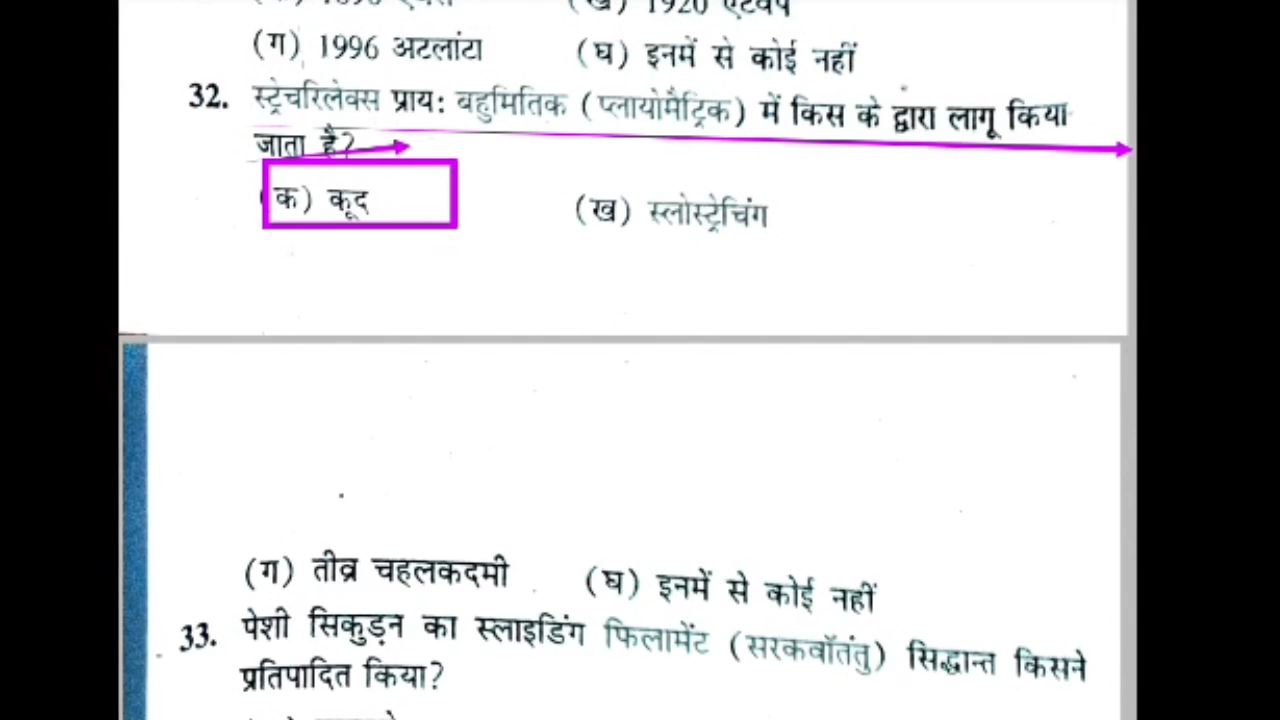 (ग) 1996 अटलांटा (घ) इनमें से कोई नहीं
32. स्ट्रेचरिलेक्स प्राय: बहुमितिक (प्लायोमैट्रिक) में किस के द्वारा लागू किया
जाता है?
(क) कूद (ख) स्लोस्ट्रेचिंग
(ग) तीव्र चहलकदमी (घ) इनमें से कोई नहीं
33. पेशी सिकुड़न का स्लाइडिंग फिलामेंट (सरकवॉतंतु) सिद्धान्त किसने
प्रतिपादित किया?